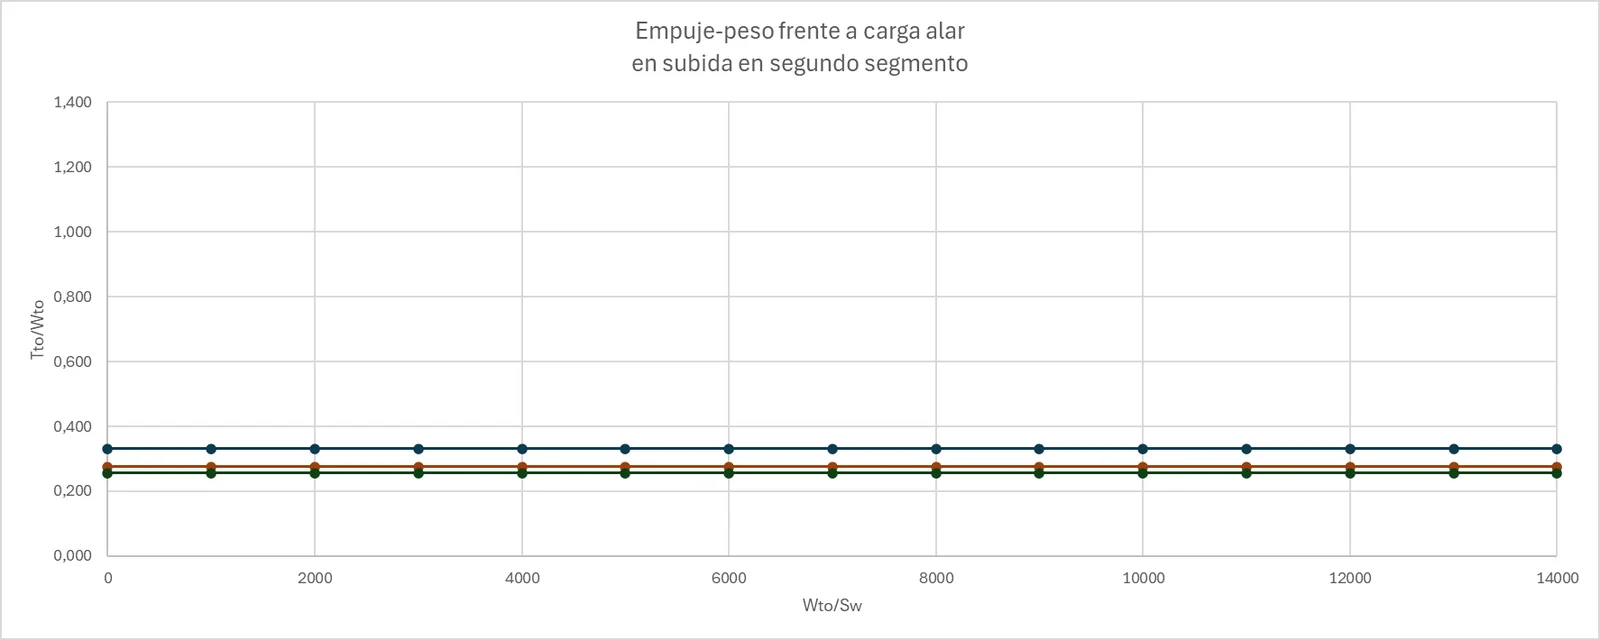 Empuje-peso frente a carga alar
en subida en segundo segmento
1,400
1,200
1,000
0,800
0,600
0,400
0,200
0,000
Tto/Wto
0 2000 4000 6000 8000 10000 12000 14000
Wto/Sw